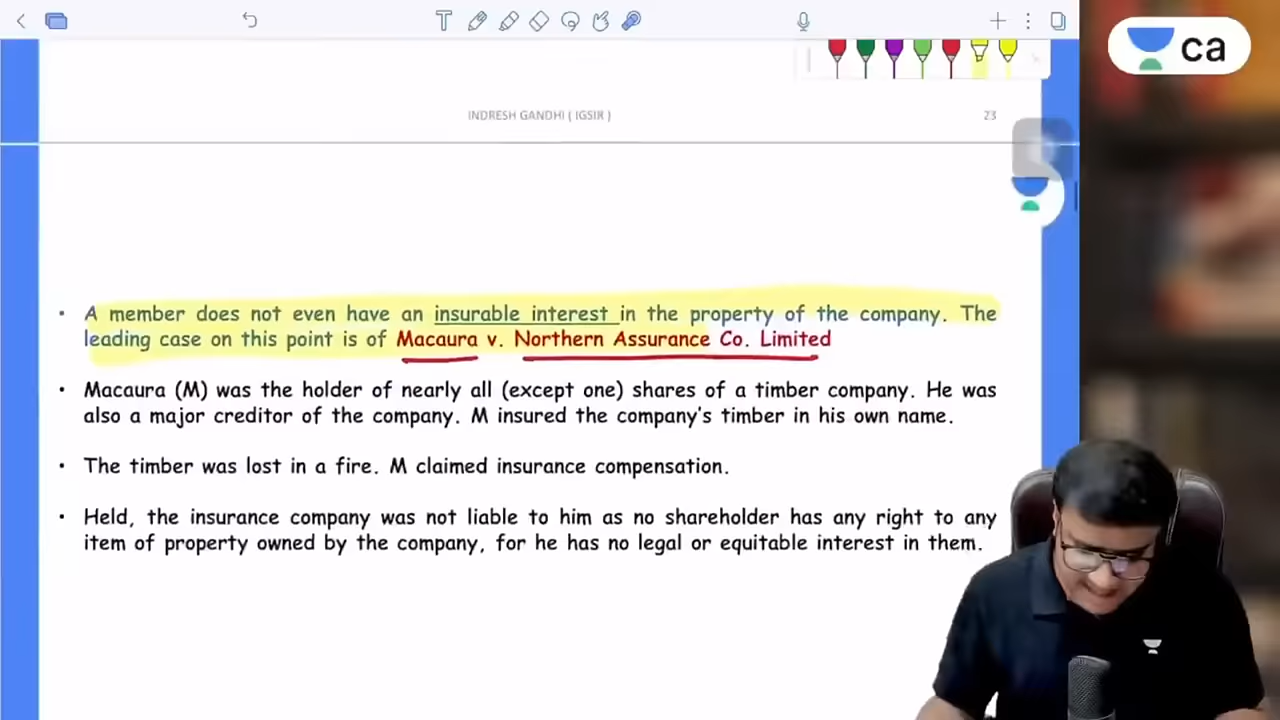 ca
INDRESH GANDHI ( IGSIR )
23
• A member does not even have an insurable interest in the property of the company. The
leading case on this point is of Macaura v. Northern Assurance Co. Limited
• Macaura (M) was the holder of nearly all (except one) shares of a timber company. He was
also a major creditor of the company. M insured the company's timber in his own name.
• The timber was lost in a fire. M claimed insurance compensation.
• Held, the insurance company was not liable to him as no shareholder has any right to any
item of property owned by the company, for he has no legal or equitable interest in them.